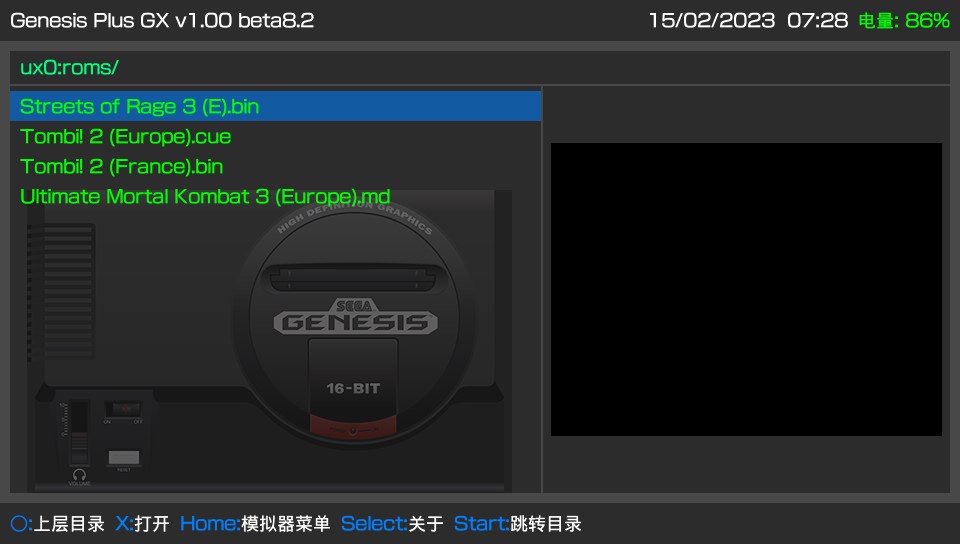 Genesis Plus GX v1.00 beta8.2 15/02/2023 07:28 电量: 86%
ux0:roms/
Streets of Rage 3 (E).bin
Tombi! 2 (Europe).cue
Tombi! 2 (France).bin
Ultimate Mortal Kombat 3 (Europe).md
HIGH DEFINITION GRAPHICS
SEGA
GENESIS
16-BIT
ON OFF
RESET
VOLUME
○:上层目录 X:打开 Home:模拟器菜单 Select:关于 Start:跳转目录